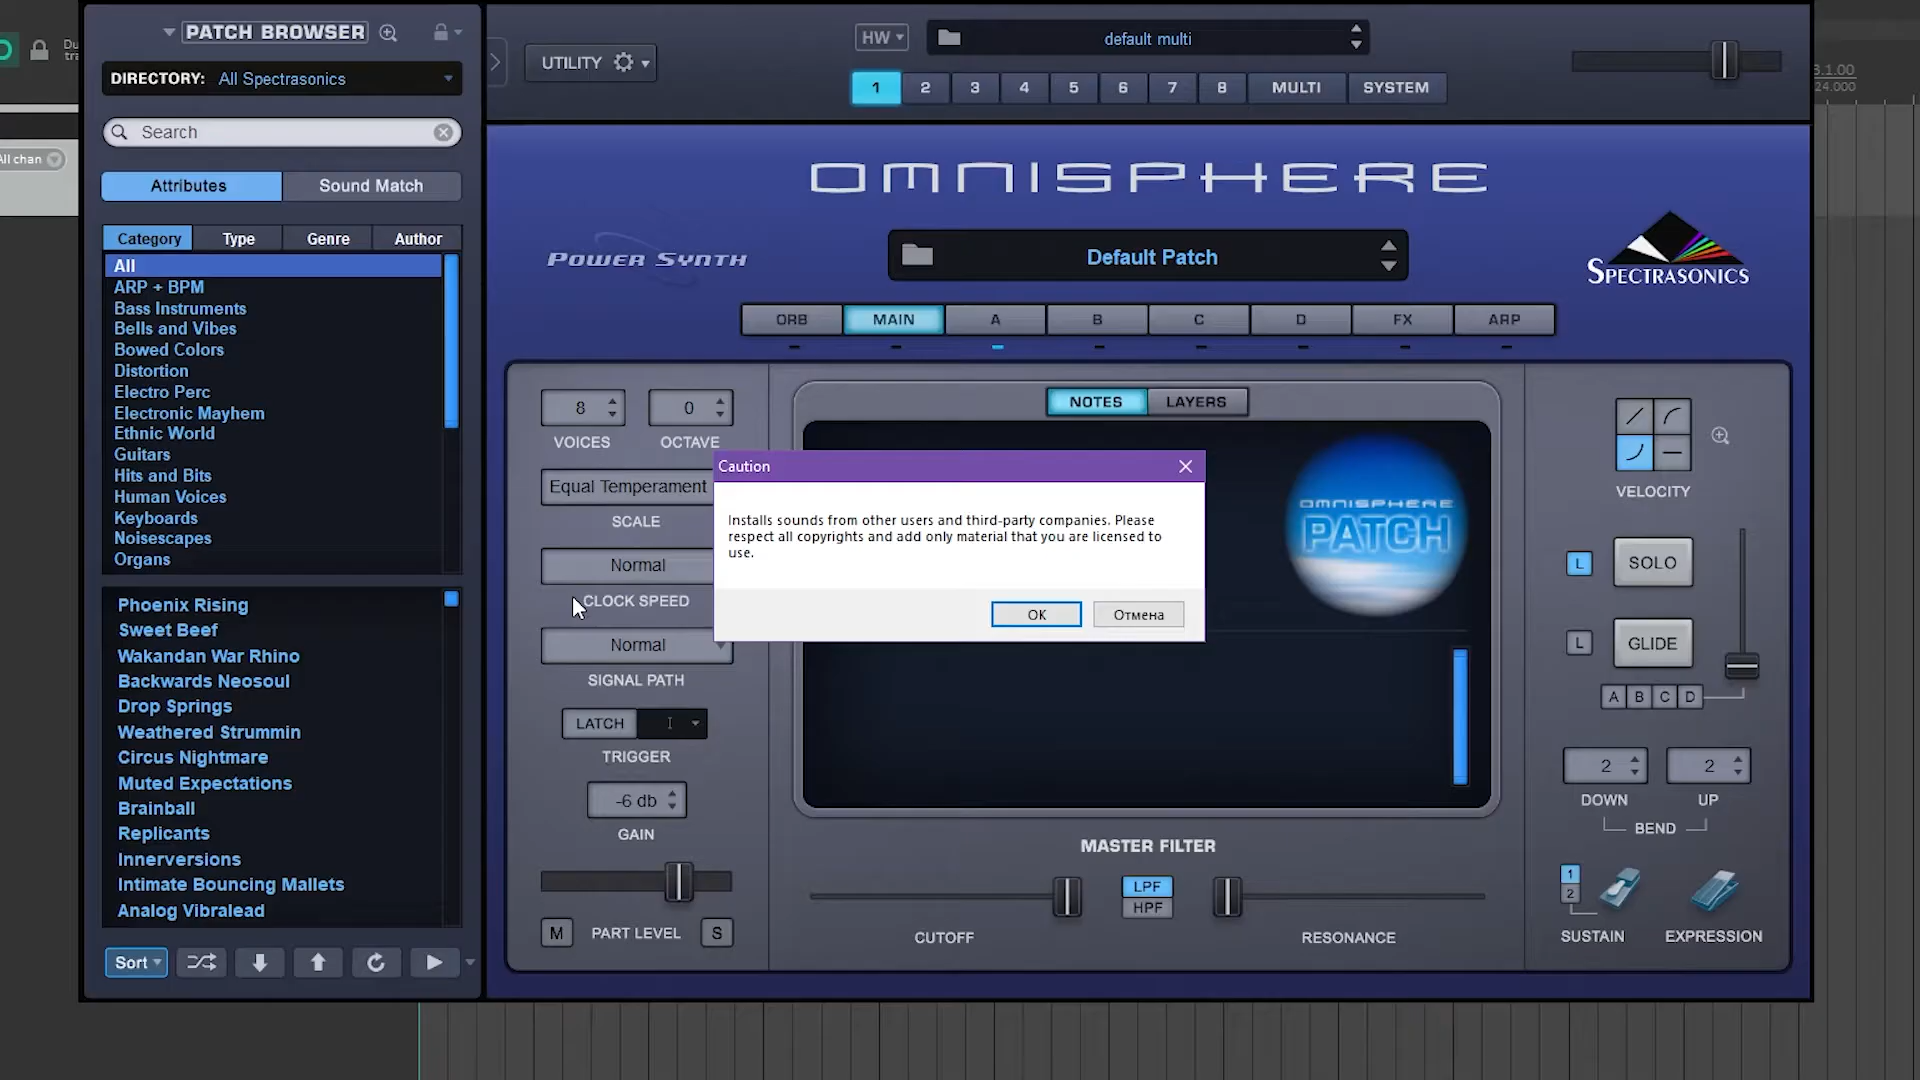 PATCH BROWSER
DIRECTORY: All Spectrasonics
Search
Attributes Sound Match
Category Type Genre Author
All
ARP + BPM
Bass Instruments
Bells and Vibes
Bowed Colors
Distortion
Electro Perc
Electronic Mayhem
Ethnic World
Guitars
Hits and Bits
Human Voices
Keyboards
Noisescapes
Organs
Phoenix Rising
Sweet Beef
Wakandan War Rhino
Backwards Neosoul
Drop Springs
Weathered Strummin
Circus Nightmare
Muted Expectations
Brainball
Replicants
Innerversions
Intimate Bouncing Mallets
Analog Vibralead
Sort
All chan
UTILITY
HW
default multi
1 2 3 4 5 6 7 8 MULTI SYSTEM
3.1.00
24.000
OMNISPHERE
POWER SYNTH
Default Patch
SPECTRASONICS
ORB MAIN A B C D FX ARP
8 0
VOICES OCTAVE
Equal Temperament
SCALE
Normal
CLOCK SPEED
Normal
SIGNAL PATH
LATCH
TRIGGER
-6 db
GAIN
M PART LEVEL S
NOTES LAYERS
OMNISPHERE
PATCH
Caution
Installs sounds from other users and third-party companies. Please
respect all copyrights and add only material that you are licensed to
use.
OK Отмена
MASTER FILTER
LPF
HPF
CUTOFF RESONANCE
VELOCITY
L SOLO
L GLIDE
A B C D
2 2
DOWN UP
BEND
1
2
SUSTAIN EXPRESSION